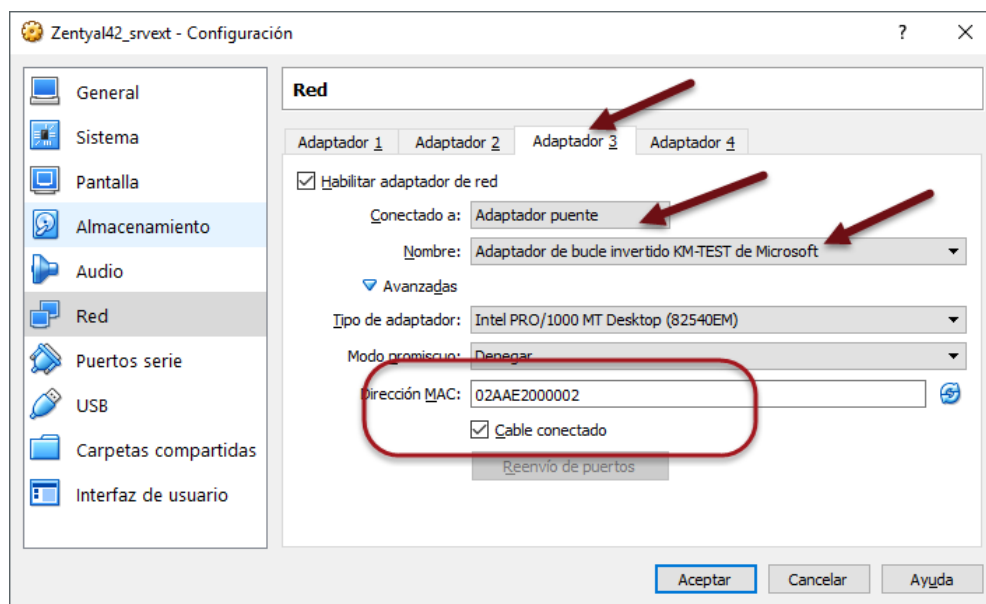 Zentyal42_srvext - Configuración ? X
General
Sistema
Pantalla
Almacenamiento
Audio
Red
Puertos serie
USB
Carpetas compartidas
Interfaz de usuario
Red
Adaptador 1 Adaptador 2 Adaptador 3 Adaptador 4
Habilitar adaptador de red
Conectado a: Adaptador puente
Nombre: Adaptador de bucle invertido KM-TEST de Microsoft
Avanzadas
Tipo de adaptador: Intel PRO/1000 MT Desktop (82540EM)
Modo promiscuo: Denegar
Dirección MAC: 02AAE2000002
Cable conectado
Reenvío de puertos
Aceptar Cancelar Ayuda